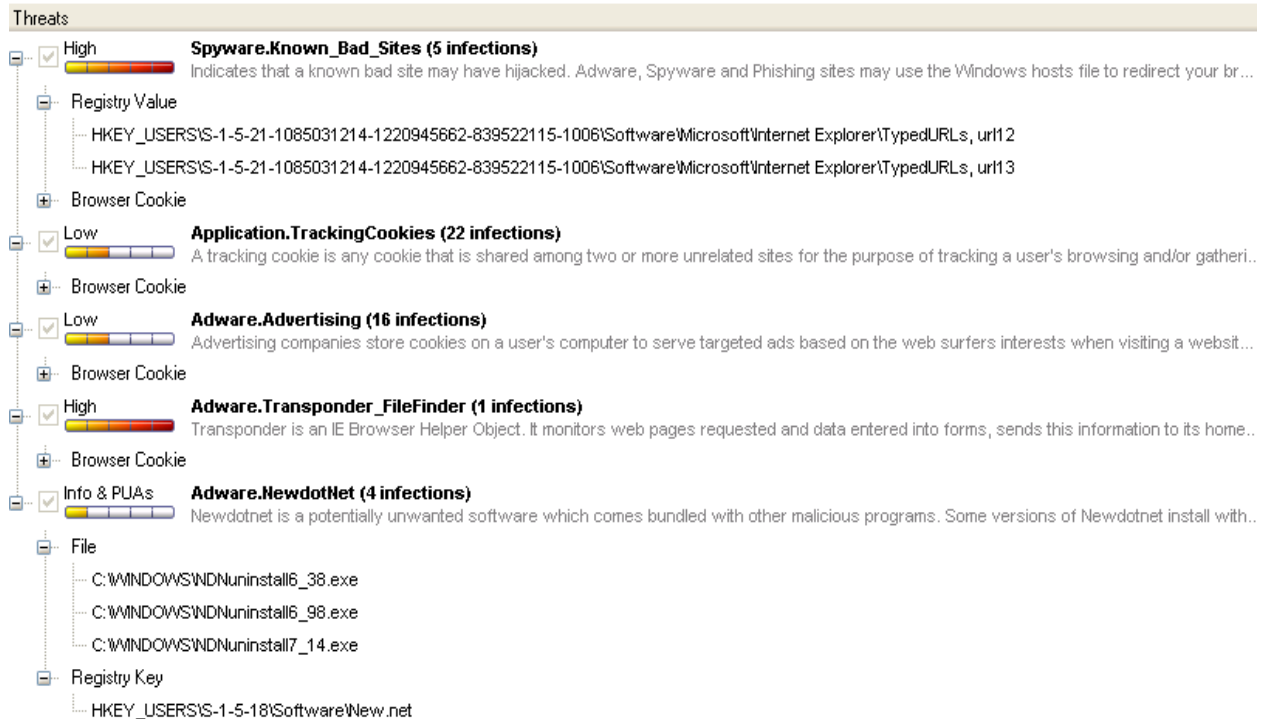 Threats
High
Spyware.Known_Bad_Sites (5 infections)
Indicates that a known bad site may have hijacked. Adware, Spyware and Phishing sites may use the Windows hosts file to redirect your br...
Registry Value
HKEY_USERS\S-1-5-21-1085031214-1220945662-839522115-1006\Software\Microsoft\Internet Explorer\TypedURLs, url12
HKEY_USERS\S-1-5-21-1085031214-1220945662-839522115-1006\Software\Microsoft\Internet Explorer\TypedURLs, url13
Browser Cookie
Low
Application.TrackingCookies (22 infections)
A tracking cookie is any cookie that is shared among two or more unrelated sites for the purpose of tracking a user's browsing and/or gatheri..
Browser Cookie
Low
Adware.Advertising (16 infections)
Advertising companies store cookies on a user's computer to serve targeted ads based on the web surfers interests when visiting a websit...
Browser Cookie
High
Adware.Transponder_FileFinder (1 infections)
Transponder is an IE Browser Helper Object. It monitors web pages requested and data entered into forms, sends this information to its home..
Browser Cookie
Info & PUAs
Adware.NewdotNet (4 infections)
Newdotnet is a potentially unwanted software which comes bundled with other malicious programs. Some versions of Newdotnet install with..
File
C:\WINDOWS\NDNuninstall6_38.exe
C:\WINDOWS\NDNuninstall6_98.exe
C:\WINDOWS\NDNuninstall7_14.exe
Registry Key
HKEY_USERS\S-1-5-18\Software\New.net